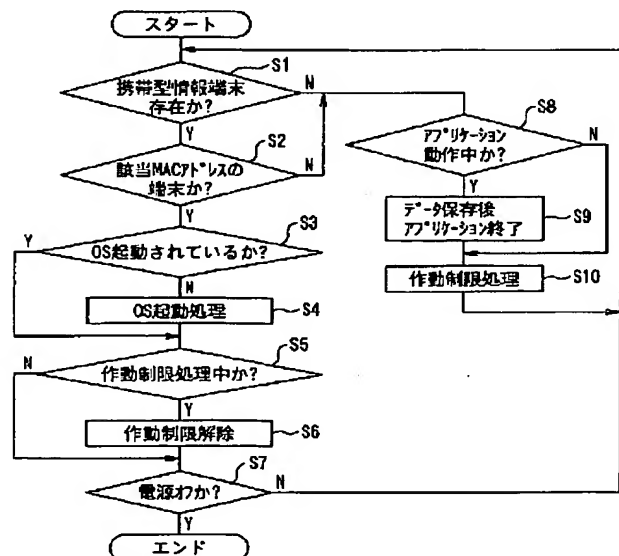 スタート
S1
携帯型情報端末
存在か?
N
Y
S2
該当MACアドレスの
端末か?
N
Y
S3
OS起動されているか?
Y
N
OS起動処理
S4
S5
作動制限処理中か?
N
Y
作動制限解除
S6
S7
電源オフか?
N
Y
エンド
S8
アプリケーション
動作中か?
N
Y
データ保存後
アプリケーション終了
S9
作動制限処理
S10